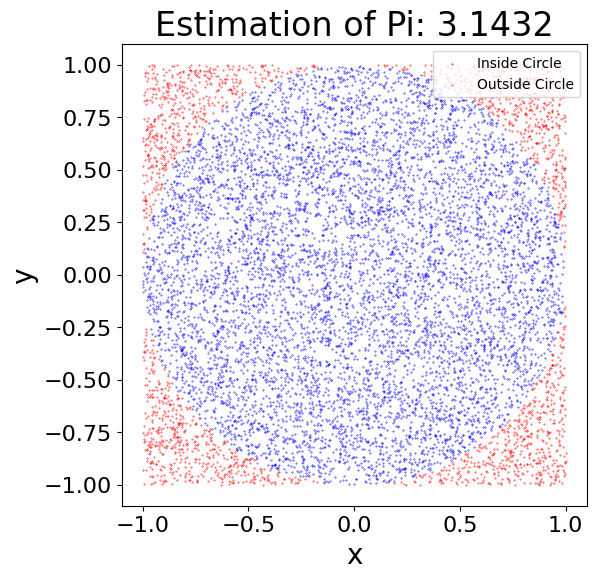 Estimation of Pi: 3.1432
Inside Circle
Outside Circle
1.00
0.75
0.50
0.25
0.00
−0.25
−0.50
−0.75
−1.00
y
−1.0 −0.5 0.0 0.5 1.0
x